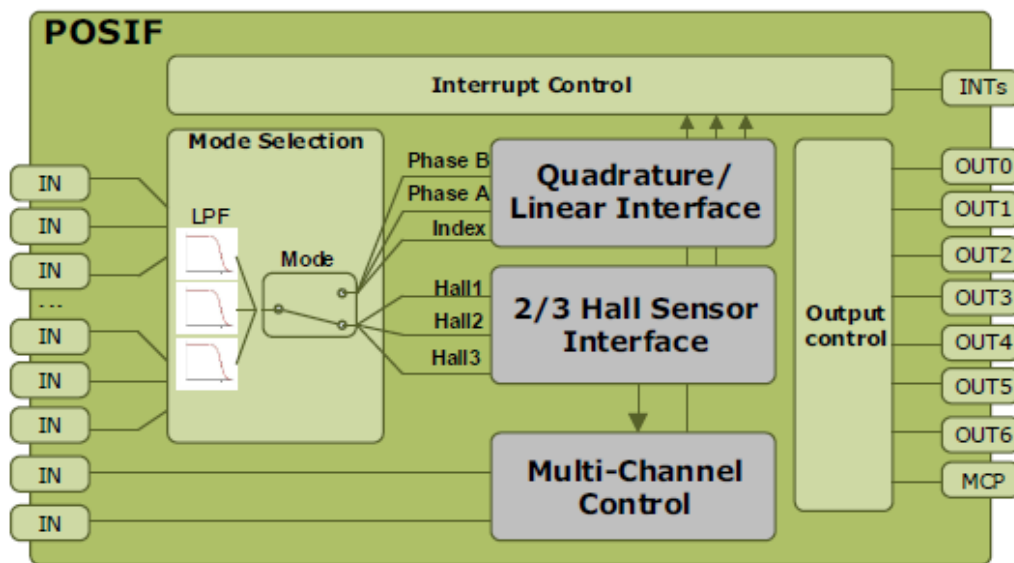 POSIF
Interrupt Control
INTs
Mode Selection
LPF
Mode
Phase B
Phase A
Index
Hall1
Hall2
Hall3
Quadrature/
Linear Interface
2/3 Hall Sensor
Interface
Multi-Channel
Control
Output
control
IN
IN
IN
...
IN
IN
IN
IN
IN
OUT0
OUT1
OUT2
OUT3
OUT4
OUT5
OUT6
MCP